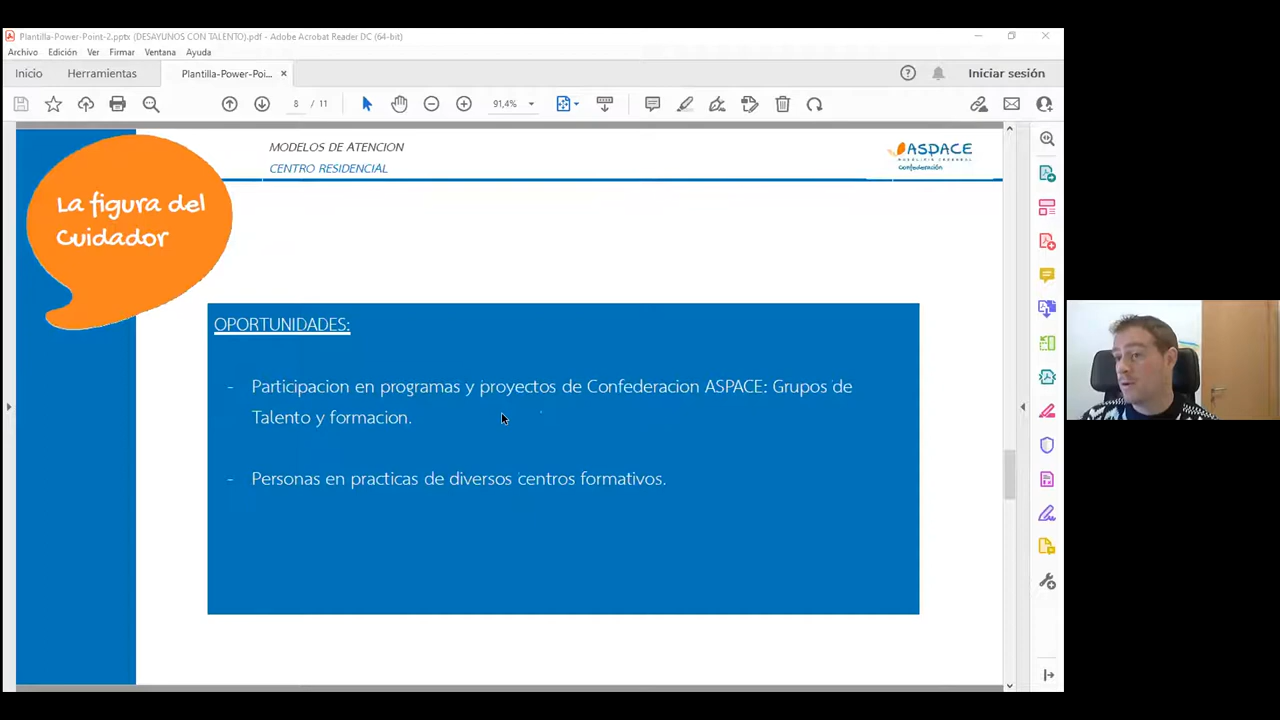 Plantilla-Power-Point-2.pptx (DESAYUNOS CON TALENTO).pdf - Adobe Acrobat Reader DC (64-bit)
Archivo Edición Ver Firmar Ventana Ayuda
Inicio Herramientas Plantilla-Power-Poi... Iniciar sesión
8 / 11 91,4%
MODELOS DE ATENCION
CENTRO RESIDENCIAL
ASPACE
PARÁLISIS CEREBRAL
Confederación
La figura del
Cuidador
OPORTUNIDADES:
- Participacion en programas y proyectos de Confederacion ASPACE: Grupos de
Talento y formacion.
- Personas en practicas de diversos centros formativos.